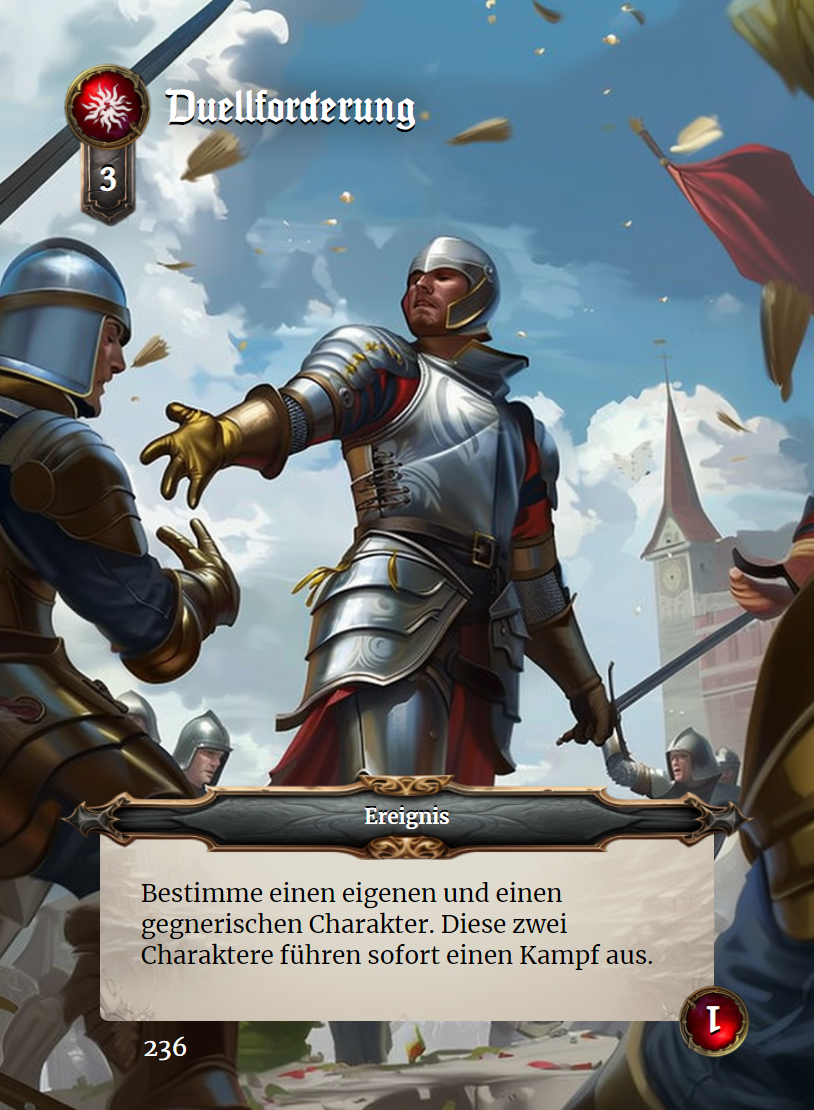 Duellforderung
3
Ereignis
Bestimme einen eigenen und einen
gegnerischen Charakter. Diese zwei
Charaktere führen sofort einen Kampf aus.
1
236